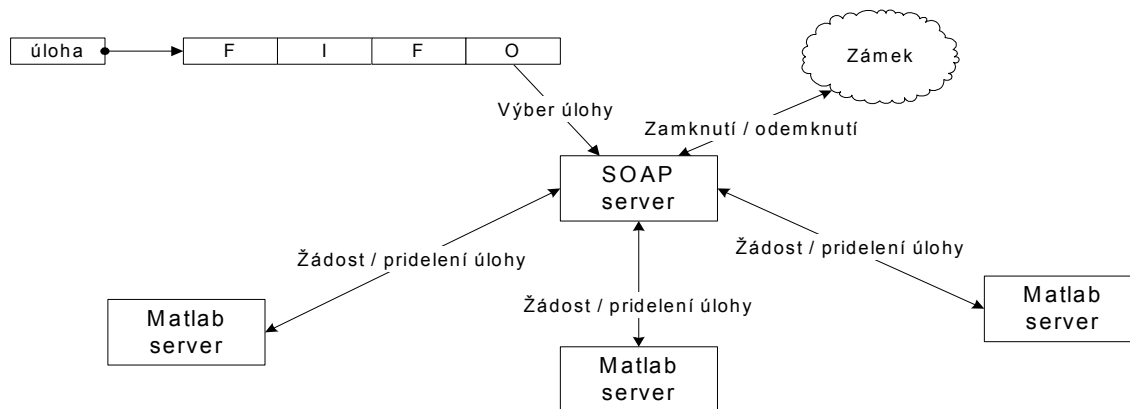 úloha
F I F O
Zámek
Výber úlohy
Zamknutí / odemknutí
SOAP
server
Žádost / pridelení úlohy
Žádost / pridelení úlohy
Žádost / pridelení úlohy
Matlab
server
Matlab
server
Matlab
server